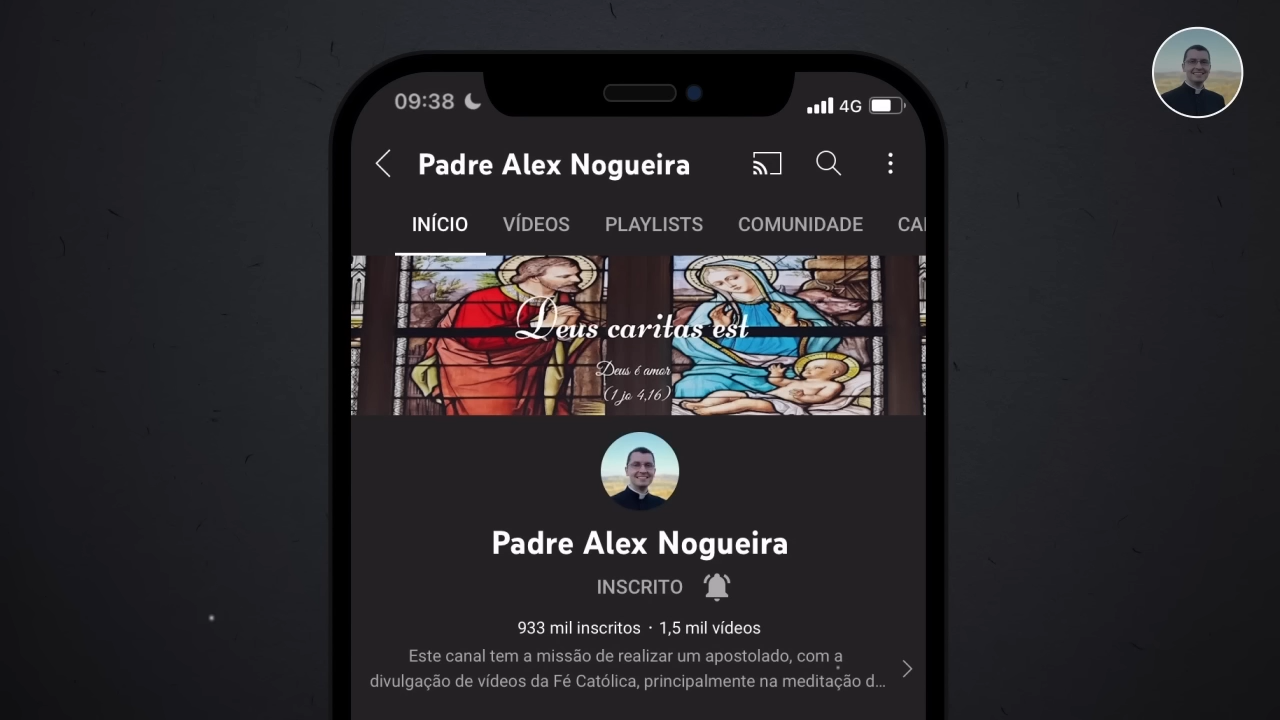 09:38
4G
Padre Alex Nogueira
INÍCIO VÍDEOS PLAYLISTS COMUNIDADE CAI
Deus caritas est
Deus é amor
(1 jo 4,16)
Padre Alex Nogueira
INSCRITO
933 mil inscritos · 1,5 mil vídeos
Este canal tem a missão de realizar um apostolado, com a
divulgação de vídeos da Fé Católica, principalmente na meditação d...